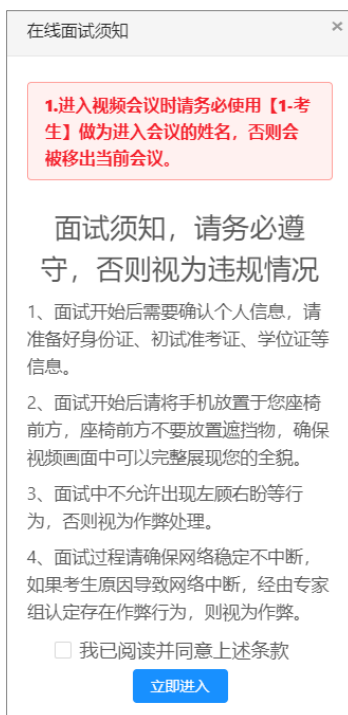 在线面试须知
×
1.进入视频会议时请务必使用【1-考
生】做为进入会议的姓名，否则会
被移出当前会议。
面试须知，请务必遵
守，否则视为违规情况
1、面试开始后需要确认个人信息，请
准备好身份证、初试准考证、学位证等
信息。
2、面试开始后请将手机放置于您座椅
前方，座椅前方不要放置遮挡物，确保
视频画面中可以完整展现您的全貌。
3、面试中不允许出现左顾右盼等行
为，否则视为作弊处理。
4、面试过程请确保网络稳定不中断，
如果考生原因导致网络中断，经由专家
组认定存在作弊行为，则视为作弊。
我已阅读并同意上述条款
立即进入